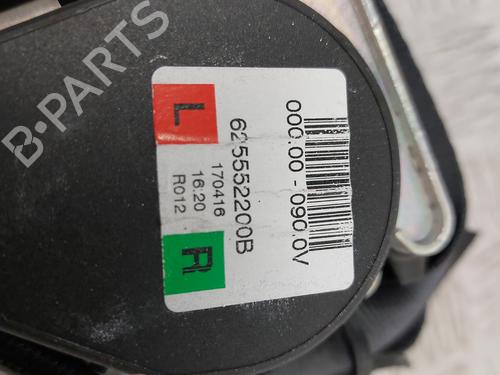 000.00 - 090.0V
625552200B
L
170416
16:20
R012
R
B-PARTS